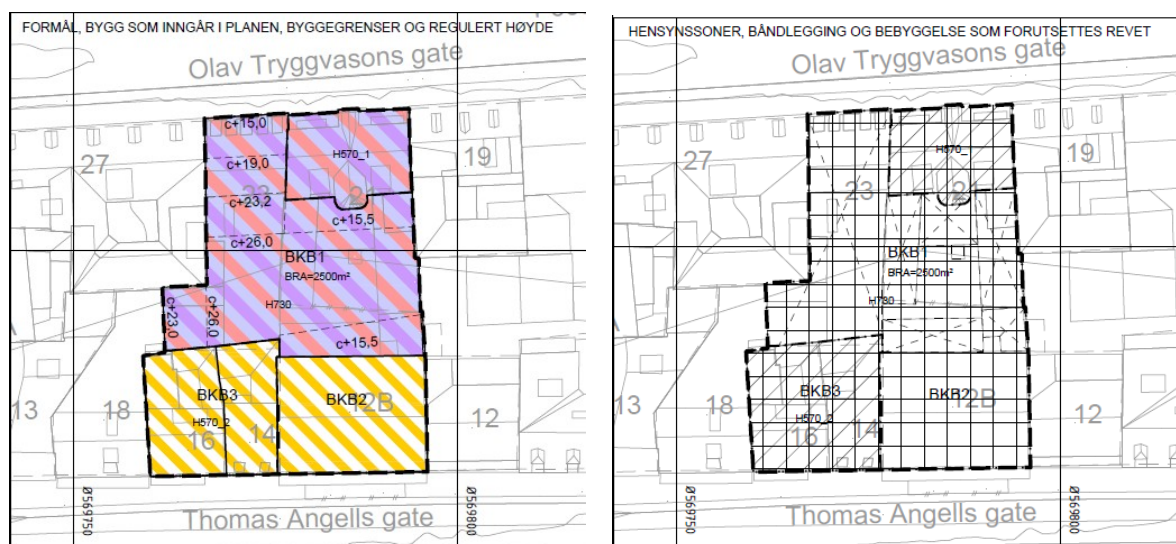 FORMÅL, BYGG SOM INNGÅR I PLANEN, BYGGEGRENSER OG REGULERT HØYDE
Olav Tryggvasons gate
c+15,0
27
H570_1
19
c+19,0
23
21
c+23,2
c+15,5
c+26,0
BKB1
BRA=2500m²
H730
c+23,0
c+26,0
c+15,5
BKB3
BKB2
12B
13
18
H570_2
12
16
14
Ø569750
Ø569800
Thomas Angells gate
HENSYNSSONER, BÅNDLEGGING OG BEBYGGELSE SOM FORUTSETTES REVET
Olav Tryggvasons gate
27
H570_
19
23
21
BKB1
BRA=2500m²
H730
BKB3
BKB2
12B
13
18
H570_2
12
16
14
Ø569750
Ø569800
Thomas Angells gate